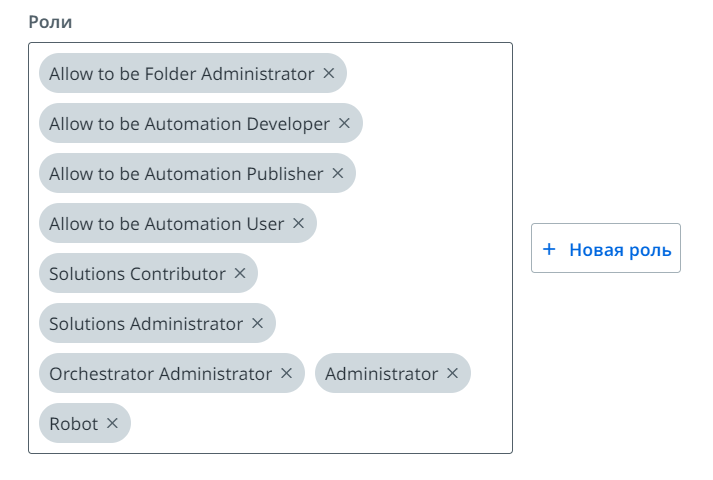 Роли
Allow to be Folder Administrator ×
Allow to be Automation Developer ×
Allow to be Automation Publisher ×
Allow to be Automation User ×
Solutions Contributor ×
+ Новая роль
Solutions Administrator ×
Orchestrator Administrator × Administrator ×
Robot ×